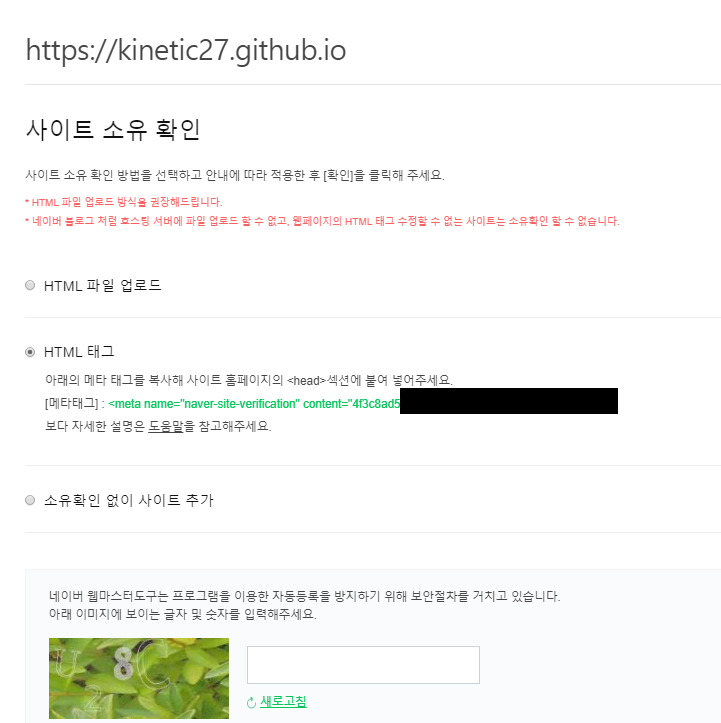 https://kinetic27.github.io
사이트 소유 확인
사이트 소유 확인 방법을 선택하고 안내에 따라 적용한 후 [확인]을 클릭해 주세요.
* HTML 파일 업로드 방식을 권장해드립니다.
* 네이버 블로그 처럼 호스팅 서버에 파일 업로드 할 수 없고, 웹페이지의 HTML 태그 수정할 수 없는 사이트는 소유확인 할 수 없습니다.
HTML 파일 업로드
HTML 태그
아래의 메타 태그를 복사해 사이트 홈페이지의 <head>섹션에 붙여 넣어주세요.
[메타태그] : <meta name="naver-site-verification" content="4f3c8ad5
보다 자세한 설명은 도움말을 참고해주세요.
소유확인 없이 사이트 추가
네이버 웹마스터도구는 프로그램을 이용한 자동등록을 방지하기 위해 보안절차를 거치고 있습니다.
아래 이미지에 보이는 글자 및 숫자를 입력해주세요.
새로고침